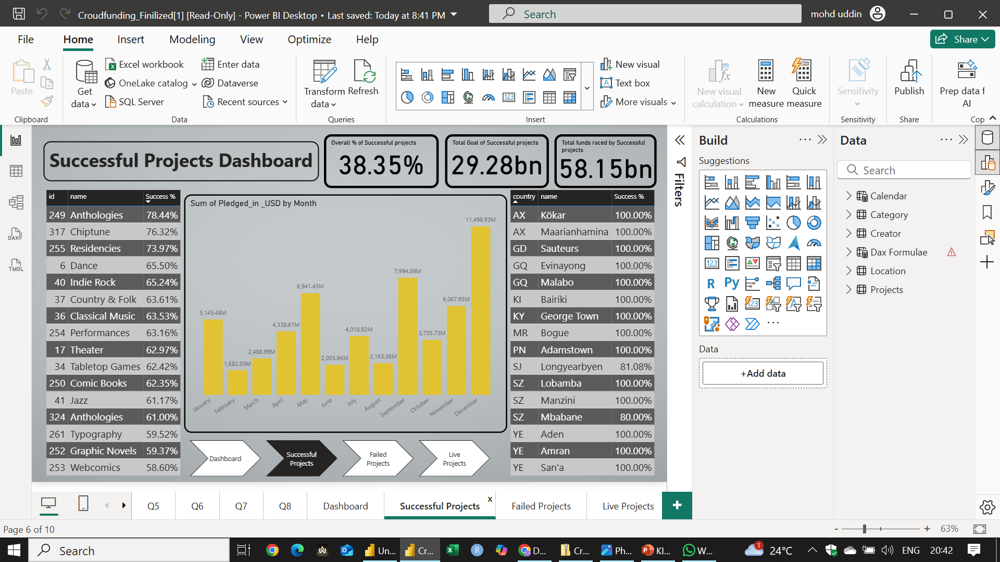 Croudfunding_Finilized[1] [Read-Only] - Power BI Desktop • Last saved: Today at 8:41 PM
Search
mohd uddin
File
Home
Insert
Modeling
View
Optimize
Help
Share
Paste
Clipboard
Get data
Excel workbook
OneLake catalog
SQL Server
Enter data
Dataverse
Recent sources
Data
Transform data
Refresh
Queries
New visual
Text box
More visuals
Insert
New visual calculation
New measure
Quick measure
Calculations
Sensitivity
Sensitivity
Publish
Share
Prep data f
AI
Cop
Successful Projects Dashboard
Overall % of Successful projects
38.35%
Total Goal of Successful projects
29.28bn
Total funds raced by Successful projects
58.15bn
id name Success %
249 Anthologies 78.44%
317 Chiptune 76.32%
255 Residencies 73.97%
6 Dance 65.50%
40 Indie Rock 65.24%
37 Country & Folk 63.61%
36 Classical Music 63.53%
254 Performances 63.16%
17 Theater 62.97%
34 Tabletop Games 62.42%
250 Comic Books 62.35%
41 Jazz 61.17%
324 Anthologies 61.00%
261 Typography 59.52%
252 Graphic Novels 59.37%
253 Webcomics 58.60%
Sum of Pledged_in _USD by Month
5,145.48M
1,682.50M
2,488.99M
4,338.61M
6,941.45M
2,055.94M
4,018.92M
2,163.36M
7,994.89M
3,755.73M
6,067.95M
11,498.93M
January
February
March
April
May
June
July
August
September
October
November
December
Dashboard
Successful Projects
Failed Projects
Live Projects
country name Success %
AX Kökar 100.00%
AX Maarianhamina 100.00%
GD Sauteurs 100.00%
GQ Evinayong 100.00%
GQ Malabo 100.00%
KI Bairiki 100.00%
KY George Town 100.00%
MR Bogue 100.00%
PN Adamstown 100.00%
SJ Longyearbyen 81.08%
SZ Lobamba 100.00%
SZ Manzini 100.00%
SZ Mbabane 80.00%
YE Aden 100.00%
YE Amran 100.00%
YE San'a 100.00%
Filters
Build
Suggestions
123
R
Py
123
Data
+Add data
Data
Search
Calendar
Category
Creator
Dax Formulae
Location
Projects
DAX
TMDL
Q5
Q6
Q7
Q8
Dashboard
Successful Projects
x
Failed Projects
Live Projects
+
Page 6 of 10
- + 63%
Search
Un...
Cr...
D...
Cr...
Ph...
KI...
W...
1
24°C
ENG
20:42